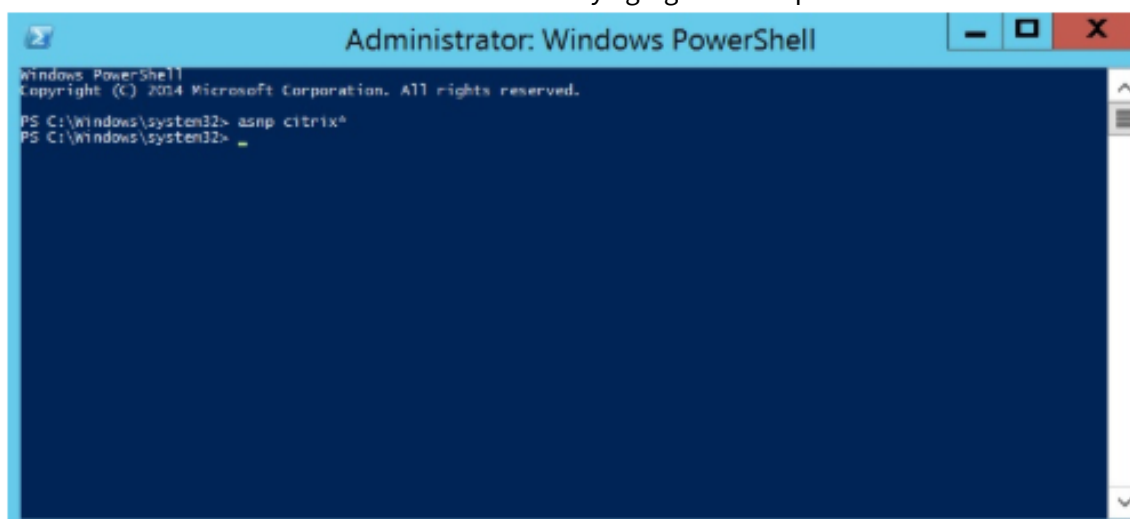 Administrator: Windows PowerShell
Windows PowerShell
Copyright (C) 2014 Microsoft Corporation. All rights reserved.
PS C:\Windows\system32> asnp citrix*
PS C:\Windows\system32> _